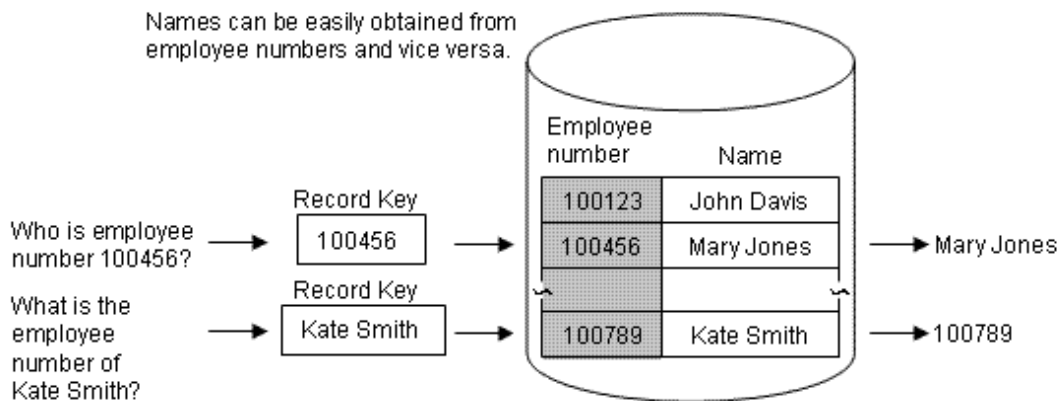 Names can be easily obtained from
employee numbers and vice versa.
Employee
number
Name
100123
John Davis
Who is employee
number 100456?
Record Key
100456
100456
Mary Jones
Mary Jones
What is the
employee
number of
Kate Smith?
Record Key
Kate Smith
100789
Kate Smith
100789